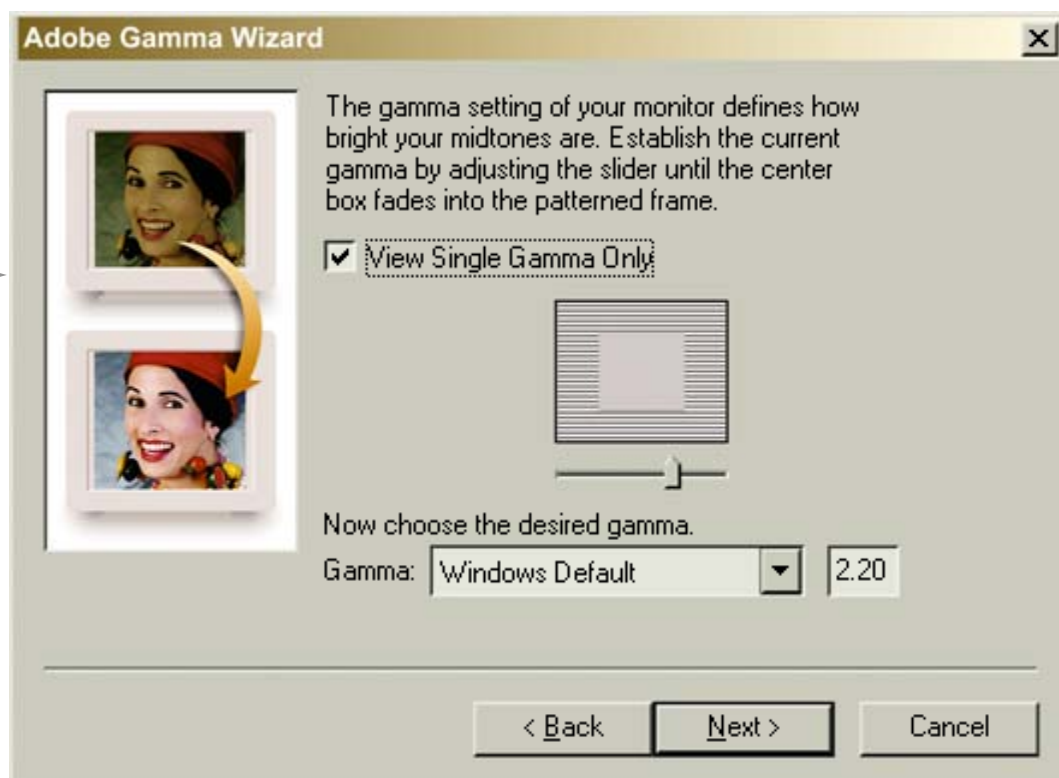 Adobe Gamma Wizard
The gamma setting of your monitor defines how
bright your midtones are. Establish the current
gamma by adjusting the slider until the center
box fades into the patterned frame.
View Single Gamma Only
Now choose the desired gamma.
Gamma: Windows Default 2.20
< Back Next > Cancel